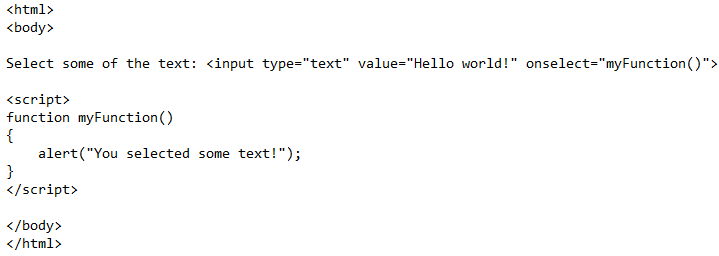 <html>
<body>
Select some of the text: <input type="text" value="Hello world!" onselect="myFunction()">
<script>
function myFunction()
{
    alert("You selected some text!");
}
</script>
</body>
</html>